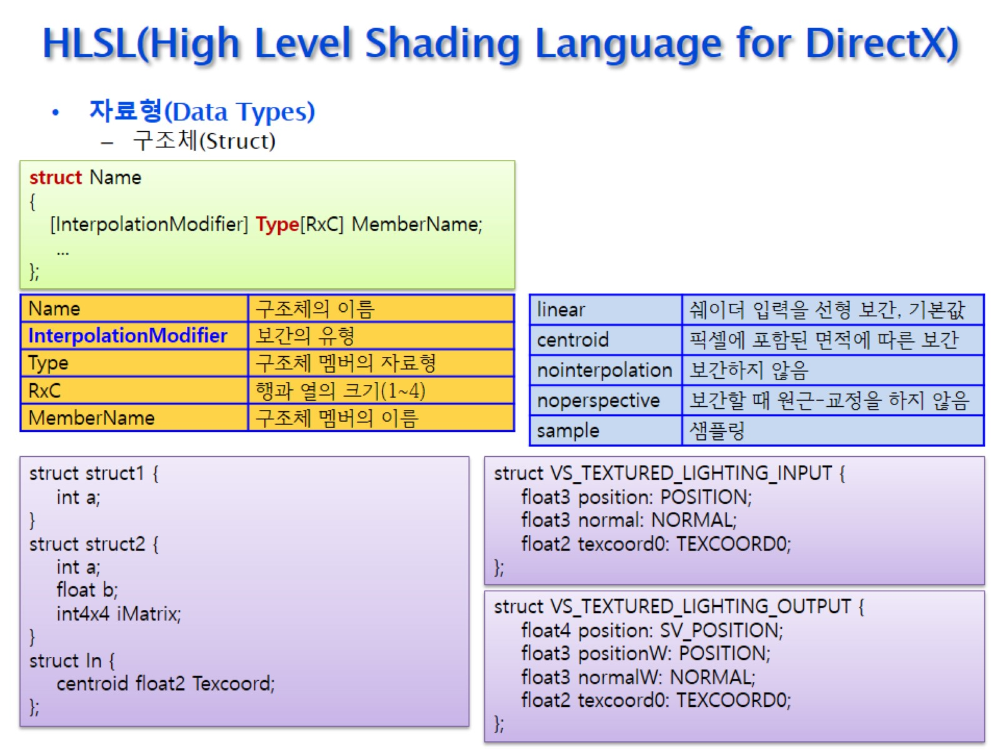 HLSL(High Level Shading Language for DirectX)
• 자료형(Data Types)
– 구조체(Struct)
struct Name
{
[InterpolationModifier] Type[RxC] MemberName;
...
};
Name 구조체의 이름
InterpolationModifier 보간의 유형
Type 구조체 멤버의 자료형
RxC 행과 열의 크기(1~4)
MemberName 구조체 멤버의 이름
linear 쉐이더 입력을 선형 보간, 기본값
centroid 픽셀에 포함된 면적에 따른 보간
nointerpolation 보간하지 않음
noperspective 보간할 때 원근-교정을 하지 않음
sample 샘플링
struct struct1 {
int a;
}
struct struct2 {
int a;
float b;
int4x4 iMatrix;
}
struct In {
centroid float2 Texcoord;
};
struct VS_TEXTURED_LIGHTING_INPUT {
float3 position: POSITION;
float3 normal: NORMAL;
float2 texcoord0: TEXCOORD0;
};
struct VS_TEXTURED_LIGHTING_OUTPUT {
float4 position: SV_POSITION;
float3 positionW: POSITION;
float3 normalW: NORMAL;
float2 texcoord0: TEXCOORD0;
};